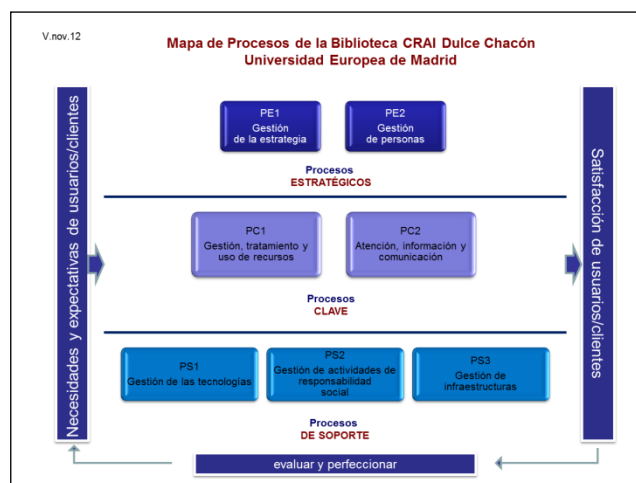 V.nov.12
Mapa de Procesos de la Biblioteca CRAI Dulce Chacón
Universidad Europea de Madrid
Necesidades y expectativas de usuarios/clientes
PE1
Gestión
de la estrategia
PE2
Gestión
de personas
Procesos
ESTRATÉGICOS
PC1
Gestión, tratamiento y
uso de recursos
PC2
Atención, información y
comunicación
Procesos
CLAVE
PS1
Gestión de las tecnologías
PS2
Gestión de actividades de
responsabilidad
social
PS3
Gestión de
infraestructuras
Procesos
DE SOPORTE
Satisfacción de usuarios/clientes
evaluar y perfeccionar